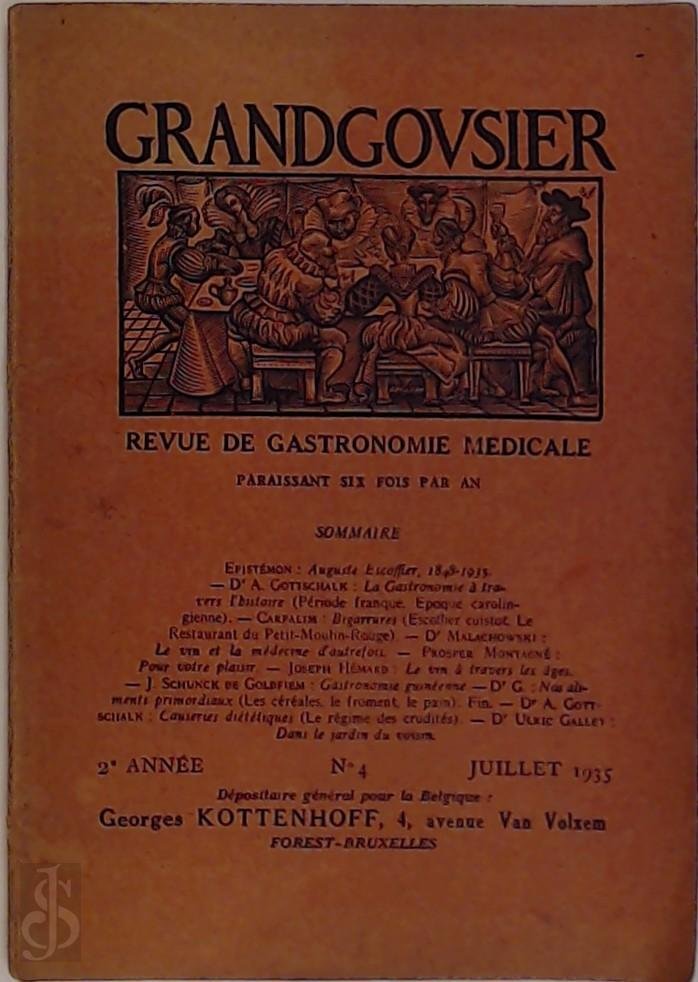 GRANDGOVSIER
REVUE DE GASTRONOMIE MEDICALE
PARAISSANT SIX FOIS PAR AN
SOMMAIRE
EPISTÉMON : Auguste Escoffier, 1848-1935.
— Dr A. GOTTSCHALK : La Gastronomie à tra-
vers l'histoire (Période franque. Epoque carolin-
gienne). — CARPALIM : Bigarrures (Escoffier cuistot. Le
Restaurant du Petit-Moulin-Rouge). — Dr MALACHOWSKI :
Le vin et la médecine d'autrefois. — PROSPER MONTAGNÉ :
Pour votre plaisir. — JOSEPH HÉMARD : Le vin à travers les âges.
— J. SCHUNCK DE GOLDFIEM : Gastronomie guinéenne — Dr G. : Nos ali-
ments primordiaux (Les céréales, le froment, le pain). Fin. — Dr A. GOTT-
SCHALK : Causeries diététiques (Le régime des crudités). — Dr ULRIC GALLET :
Dans le jardin du voisin.
2e ANNÉE N° 4 JUILLET 1935
Dépositaire général pour la Belgique :
Georges KOTTENHOFF, 4, avenue Van Volxem
FOREST-BRUXELLES